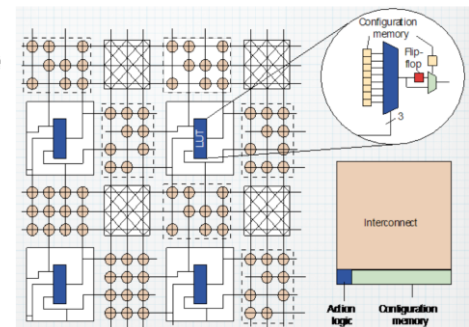 Configuration
memory
Flip-
flop
3
LUT
Interconnect
Action
logic
Configuration
memory